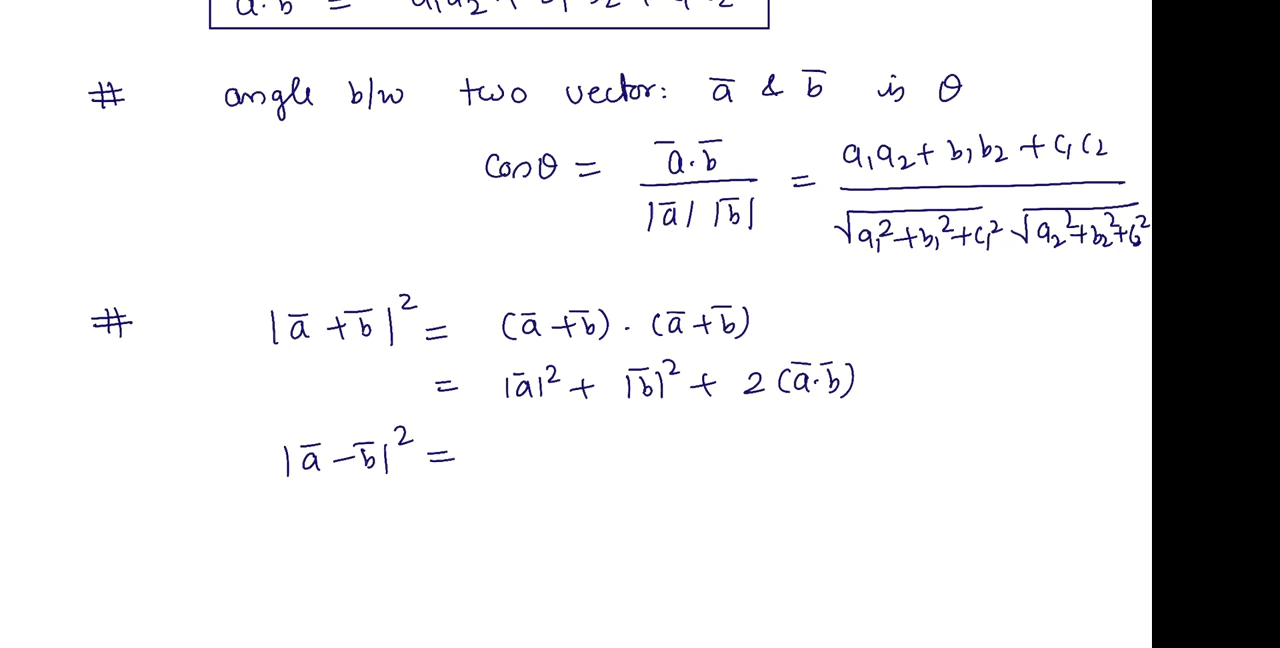 # angle b/w two vector: a̅ & b̅ is θ
Cosθ = a̅·b̅ / |a̅| |b̅| = a₁a₂ + b₁b₂ + c₁c₂ / √a₁²+b₁²+c₁² √a₂²+b₂²+c₂²
# |a̅ + b̅|² = (a̅ + b̅) · (a̅ + b̅)
= |a̅|² + |b̅|² + 2 (a̅·b̅)
|a̅ − b̅|² =